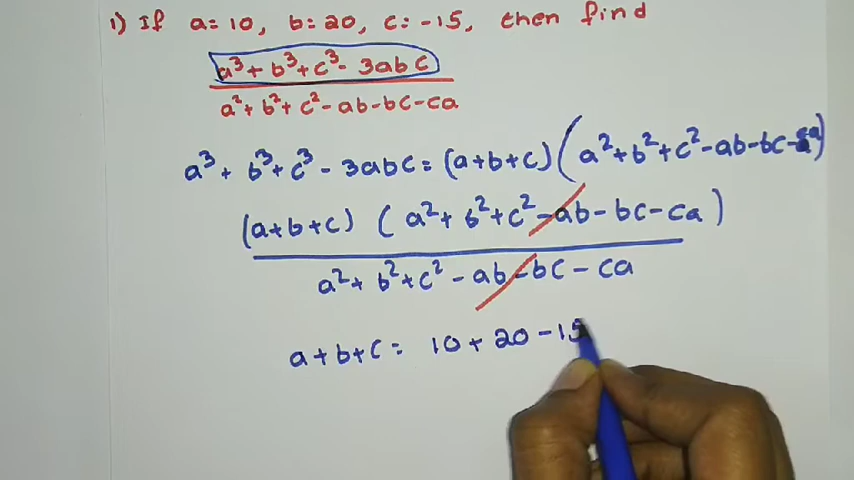 1) If a=10, b=20, c=-15, then find
a³+b³+c³-3abc
a²+b²+c²-ab-bc-ca
a³+b³+c³-3abc=(a+b+c)(a²+b²+c²-ab-bc-ca)
(a+b+c) (a²+b²+c²-ab-bc-ca)
a²+b²+c²-ab-bc-ca
a+b+c= 10+20-15